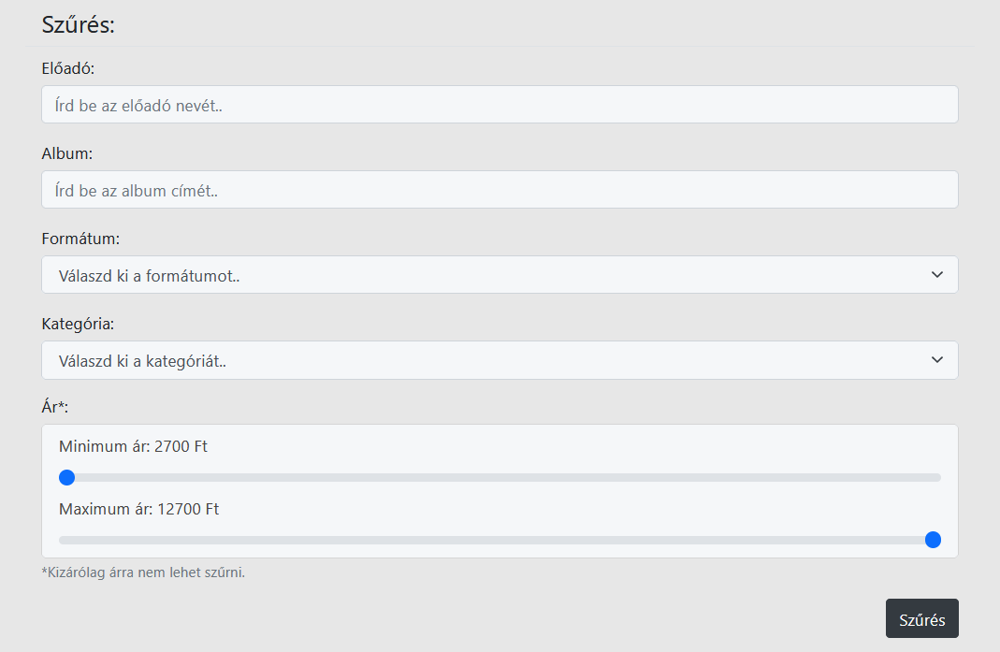 Szűrés:
Előadó:
Írd be az előadó nevét..
Album:
Írd be az album címét..
Formátum:
Válaszd ki a formátumot..
Kategória:
Válaszd ki a kategóriát..
Ár*:
Minimum ár: 2700 Ft
Maximum ár: 12700 Ft
*Kizárólag árra nem lehet szűrni.
Szűrés